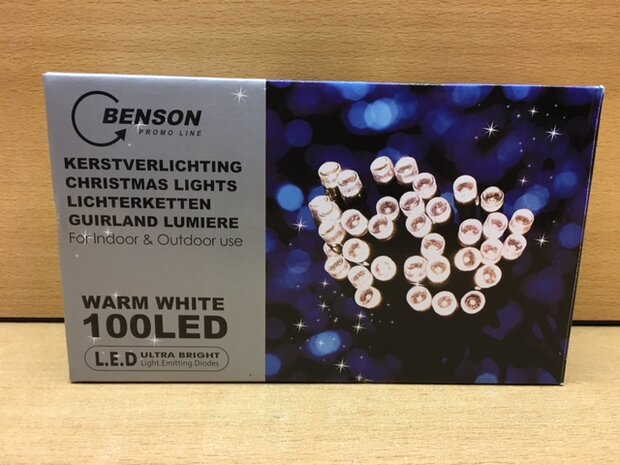 BENSON
PROMO LINE
KERSTVERLICHTING
CHRISTMAS LIGHTS
LICHTERKETTEN
GUIRLAND LUMIERE
For Indoor & Outdoor use
WARM WHITE
100LED
L.E.D ULTRA BRIGHT
Light.Emitting.Diodes